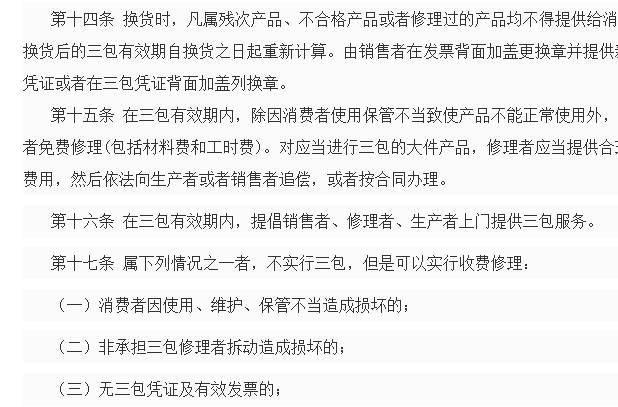 第十四条 换货时，凡属残次产品、不合格产品或者修理过的产品均不得提供给消
换货后的三包有效期自换货之日起重新计算。由销售者在发票背面加盖更换章并提供新
凭证或者在三包凭证背面加盖列换章。
第十五条 在三包有效期内，除因消费者使用保管不当致使产品不能正常使用外，
者免费修理(包括材料费和工时费)。对应当进行三包的大件产品，修理者应当提供合理
费用，然后依法向生产者或者销售者追偿，或者按合同办理。
第十六条 在三包有效期内，提倡销售者、修理者、生产者上门提供三包服务。
第十七条 属下列情况之一者，不实行三包，但是可以实行收费修理：
（一）消费者因使用、维护、保管不当造成损坏的；
（二）非承担三包修理者拆动造成损坏的；
（三）无三包凭证及有效发票的；